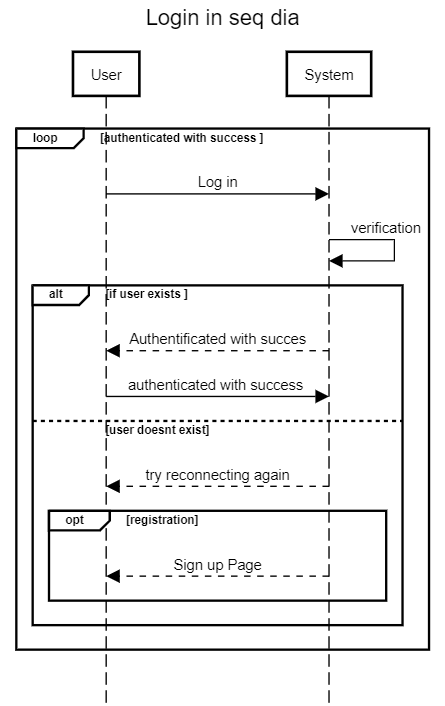 Login in seq dia
User
System
loop
[authenticated with success ]
Log in
verification
alt
[if user exists ]
Authentificated with succes
authenticated with success
[user doesnt exist]
try reconnecting again
opt
[registration]
Sign up Page